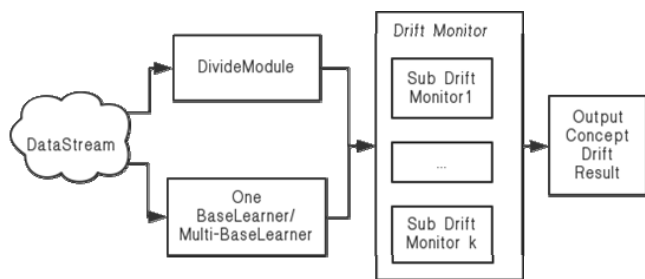 DataStream
DivideModule
One
BaseLearner/
Multi-BaseLearner
Drift Monitor
Sub Drift
Monitor1
...
Sub Drift
Monitor k
Output
Concept
Drift
Result